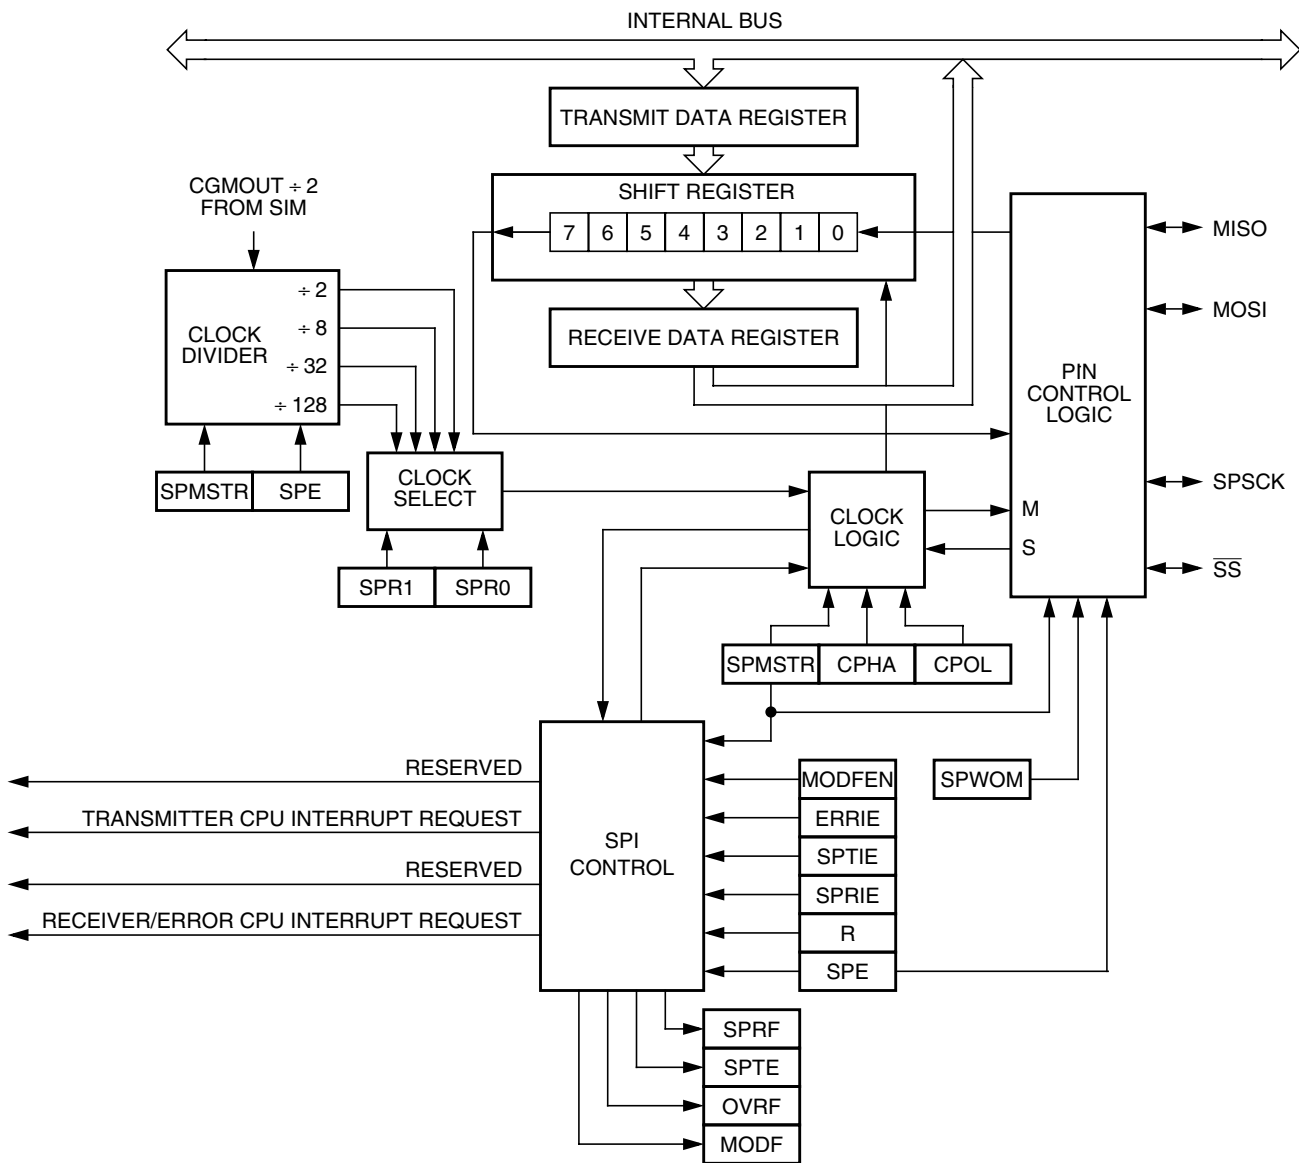 INTERNAL BUS
TRANSMIT DATA REGISTER
SHIFT REGISTER
7 6 5 4 3 2 1 0
RECEIVE DATA REGISTER
CGMOUT ÷ 2
FROM SIM
CLOCK
DIVIDER
÷ 2
÷ 8
÷ 32
÷ 128
SPMSTR SPE
CLOCK
SELECT
SPR1 SPR0
CLOCK
LOGIC
PIN
CONTROL
LOGIC
M
S
MISO
MOSI
SPSCK
S̅S̅
SPMSTR CPHA CPOL
SPWOM
RESERVED
TRANSMITTER CPU INTERRUPT REQUEST
RESERVED
RECEIVER/ERROR CPU INTERRUPT REQUEST
SPI
CONTROL
MODFEN
ERRIE
SPTIE
SPRIE
R
SPE
SPRF
SPTE
OVRF
MODF